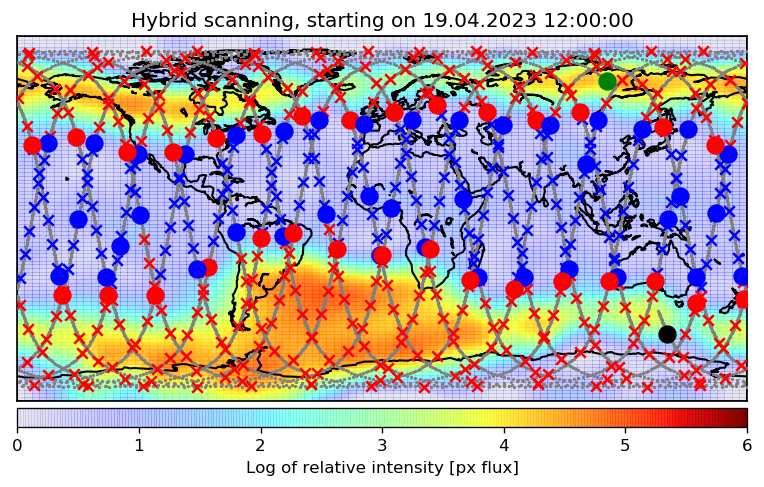 Hybrid scanning, starting on 19.04.2023 12:00:00
0 1 2 3 4 5 6
Log of relative intensity [px flux]